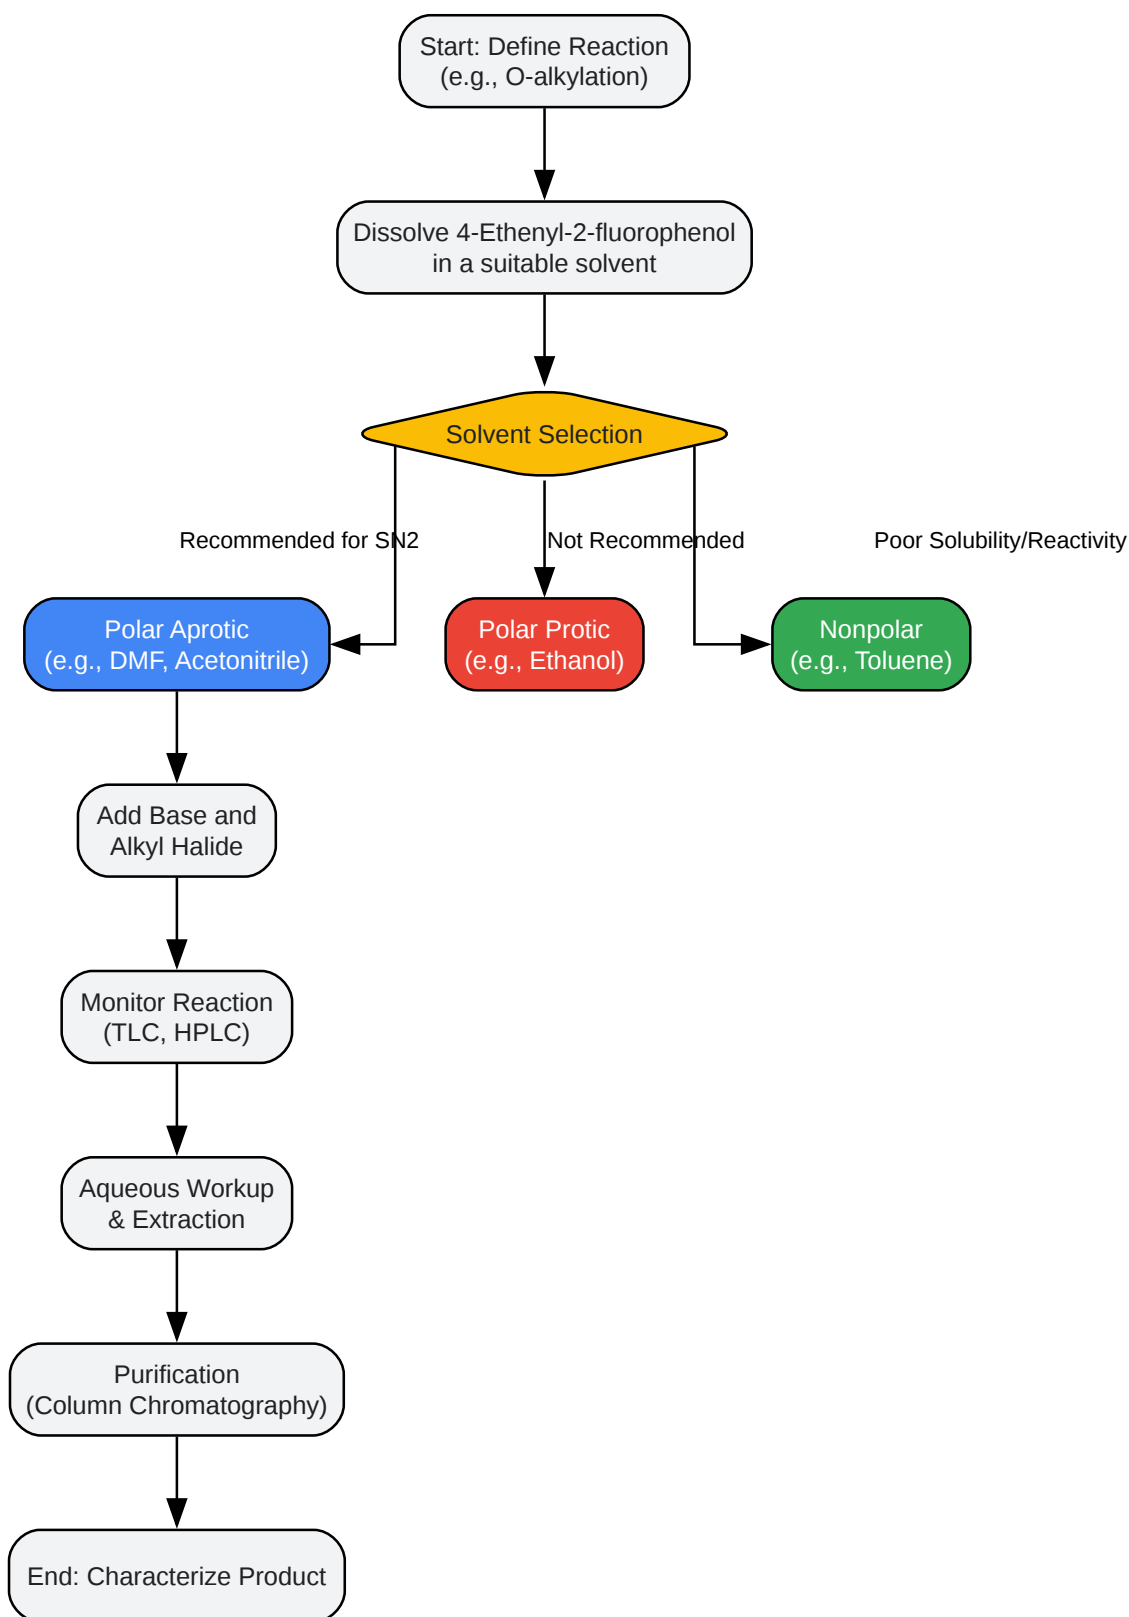 Start: Define Reaction
(e.g., O-alkylation)
Dissolve 4-Ethenyl-2-fluorophenol
in a suitable solvent
Solvent Selection
Recommended for SN2
Not Recommended
Poor Solubility/Reactivity
Polar Aprotic
(e.g., DMF, Acetonitrile)
Polar Protic
(e.g., Ethanol)
Nonpolar
(e.g., Toluene)
Add Base and
Alkyl Halide
Monitor Reaction
(TLC, HPLC)
Aqueous Workup
& Extraction
Purification
(Column Chromatography)
End: Characterize Product